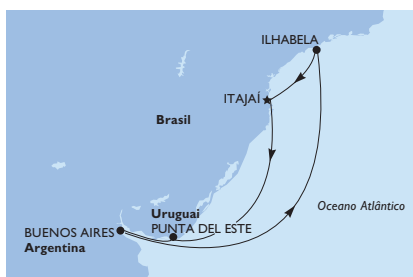 ILHABELA
ITAJAÍ
Brasil
Oceano Atlântico
Uruguai
PUNTA DEL ESTE
BUENOS AIRES
Argentina